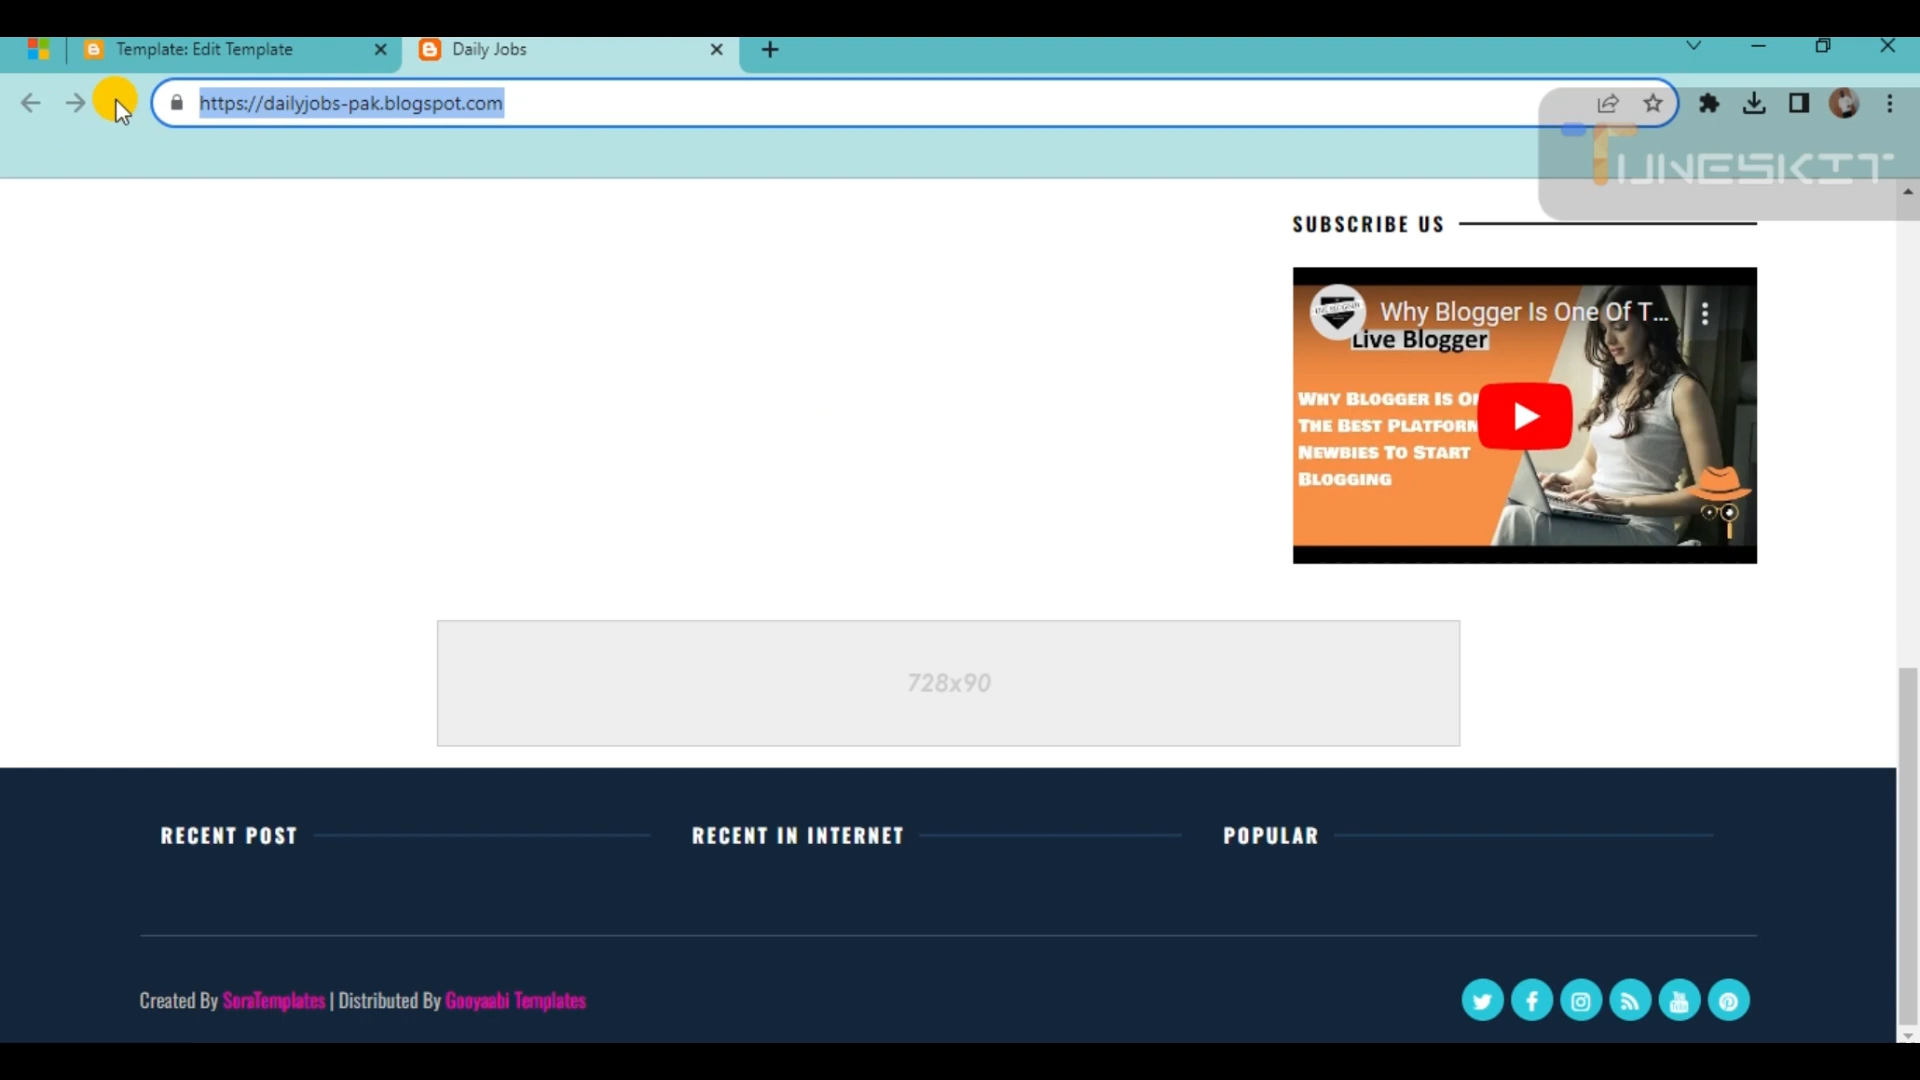 Template: Edit Template
Daily Jobs
https://dailyjobs-pak.blogspot.com
TUNESKIT
SUBSCRIBE US
Why Blogger Is One Of T...
Live Blogger
WHY BLOGGER IS
THE BEST PLATFORM
NEWBIES TO START
BLOGGING
728x90
RECENT POST
RECENT IN INTERNET
POPULAR
Created By SoraTemplates | Distributed By Gooyaabi Templates